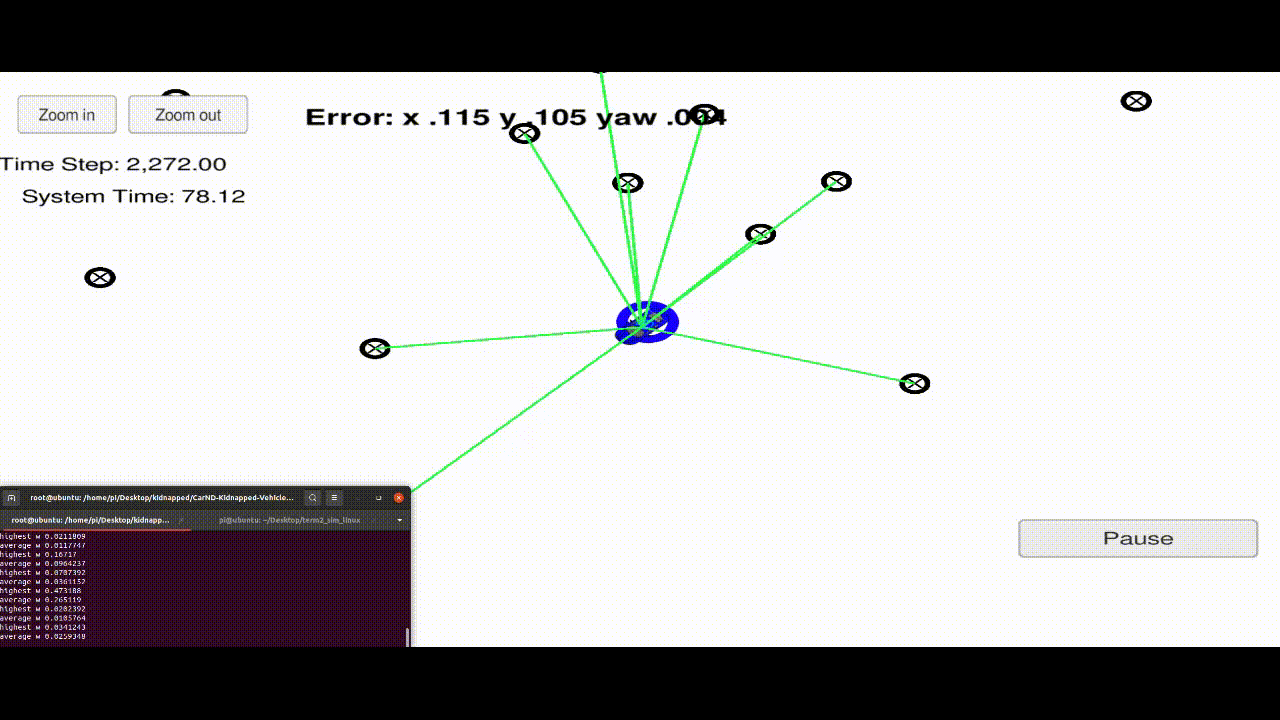 Zoom in
Zoom out
Error: x .115 y .105 yaw .004
Time Step: 2,272.00
System Time: 78.12
root@ubuntu: /home/pi/Desktop/kidnapped/CarND-Kidnapped-Vehicle...
root@ubuntu: /home/pi/Desktop/kidnapp...
pi@ubuntu: ~/Desktop/term2_sim_linux
highest w 0.0211809
average w 0.0117747
highest w 0.16717
average w 0.0964237
highest w 0.0707392
average w 0.0361152
highest w 0.473188
average w 0.265119
highest w 0.0202392
average w 0.0105764
highest w 0.0341243
average w 0.0259348
Pause